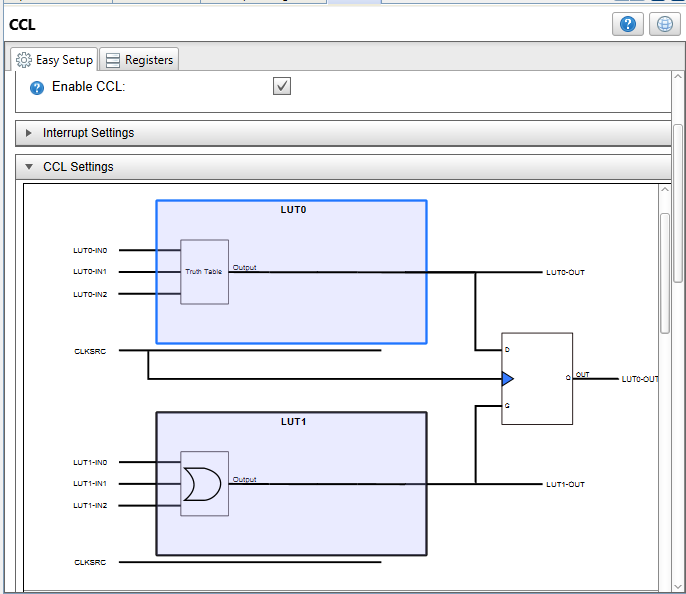 CCL
Easy Setup Registers
Enable CCL:
Interrupt Settings
CCL Settings
LUT0
LUT0-IN0
LUT0-IN1
LUT0-IN2
Truth Table
Output
LUT0-OUT
CLKSRC
D
G
Q
OUT
LUT0-OUT
LUT1
LUT1-IN0
LUT1-IN1
LUT1-IN2
Output
LUT1-OUT
CLKSRC